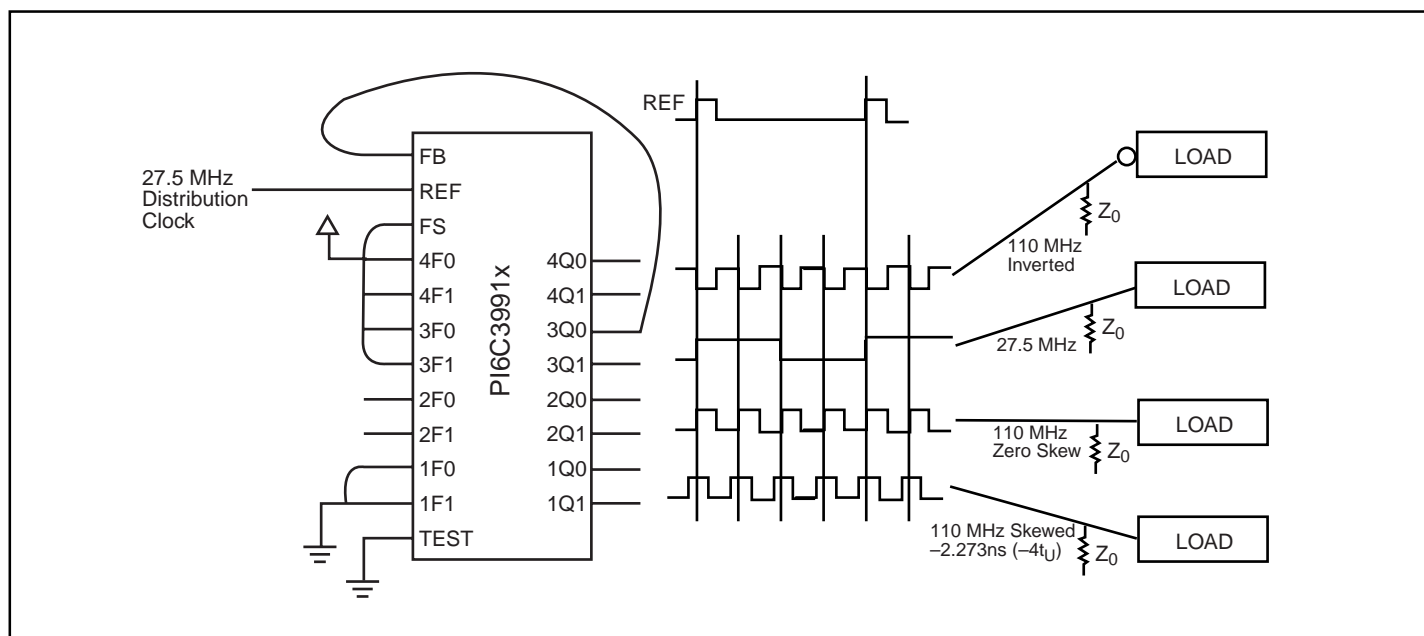 REF
27.5 MHz
Distribution
Clock
FB
REF
FS
4F0
4F1
3F0
3F1
2F0
2F1
1F0
1F1
TEST
PI6C3991x
4Q0
4Q1
3Q0
3Q1
2Q0
2Q1
1Q0
1Q1
LOAD
Z0
110 MHz
Inverted
LOAD
Z0
27.5 MHz
LOAD
110 MHz
Zero Skew
Z0
110 MHz Skewed
–2.273ns (–4tU)
Z0
LOAD